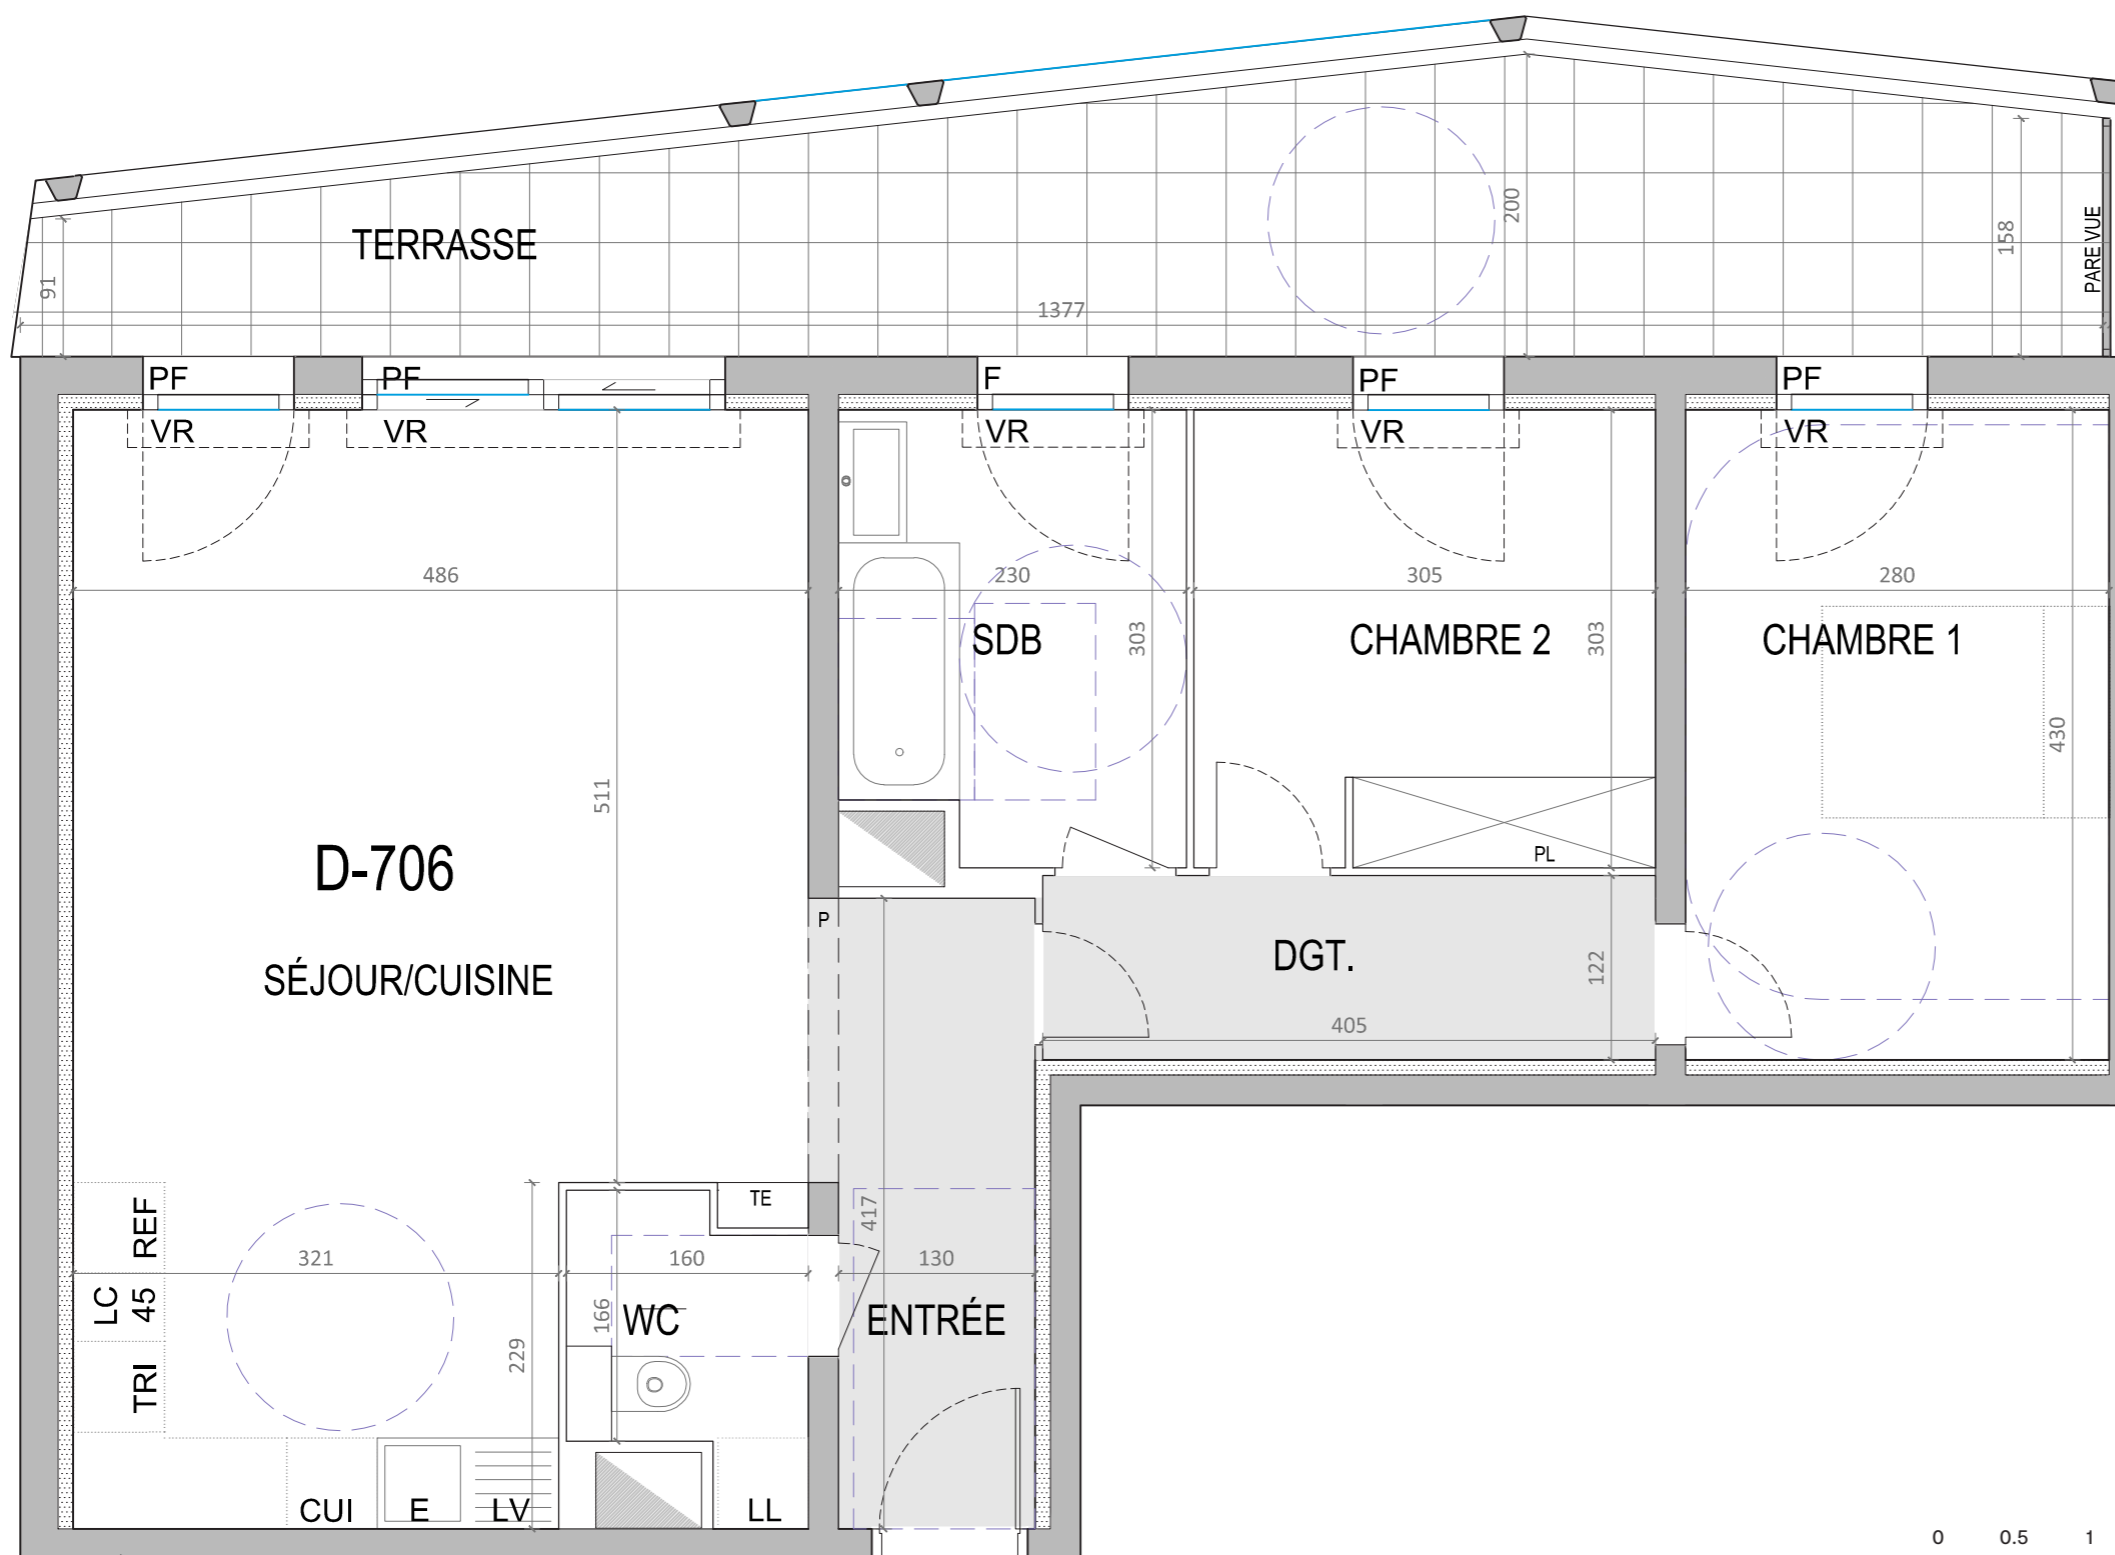 TERRASSE
91
1377
200
158
PARE VUE
PF
PF
F
PF
PF
VR
VR
VR
VR
VR
486
230
305
280
SDB
303
CHAMBRE 2
303
CHAMBRE 1
430
511
D-706
PL
P
SÉJOUR/CUISINE
DGT.
122
405
REF
TE
417
321
160
130
LC
45
166
WC
ENTRÉE
229
TRI
CUI
E
LV
LL
0 0.5 1